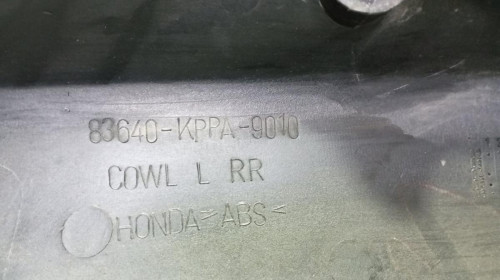 83640-KPPA-9010
COWL L RR
HONDA >ABS<